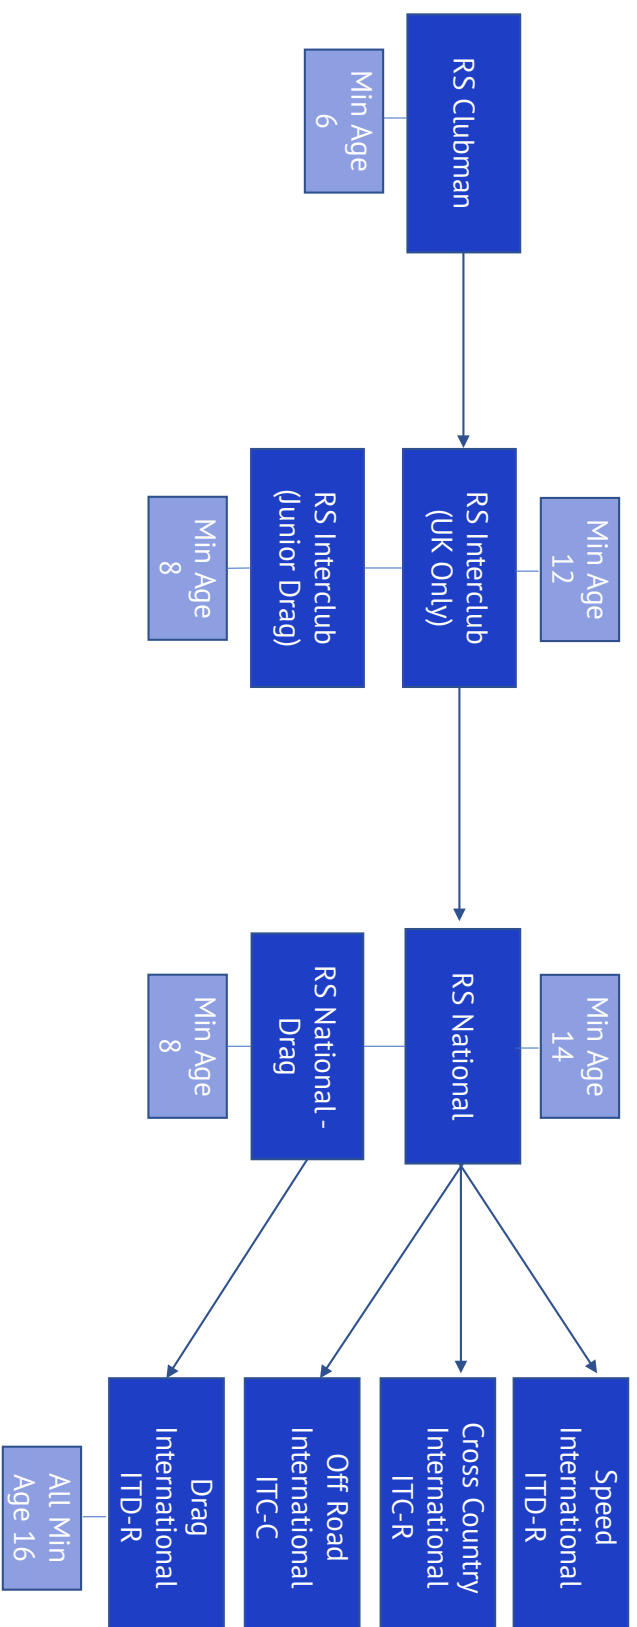 RS Clubman
Min Age
6
Min Age
12
RS Interclub
(UK Only)
RS Interclub
(Junior Drag)
Min Age
8
Min Age
14
RS National
RS National -
Drag
Min Age
8
Speed
International
ITD-R
Cross Country
International
ITC-R
Off Road
International
ITC-C
Drag
International
ITD-R
All Min
Age 16